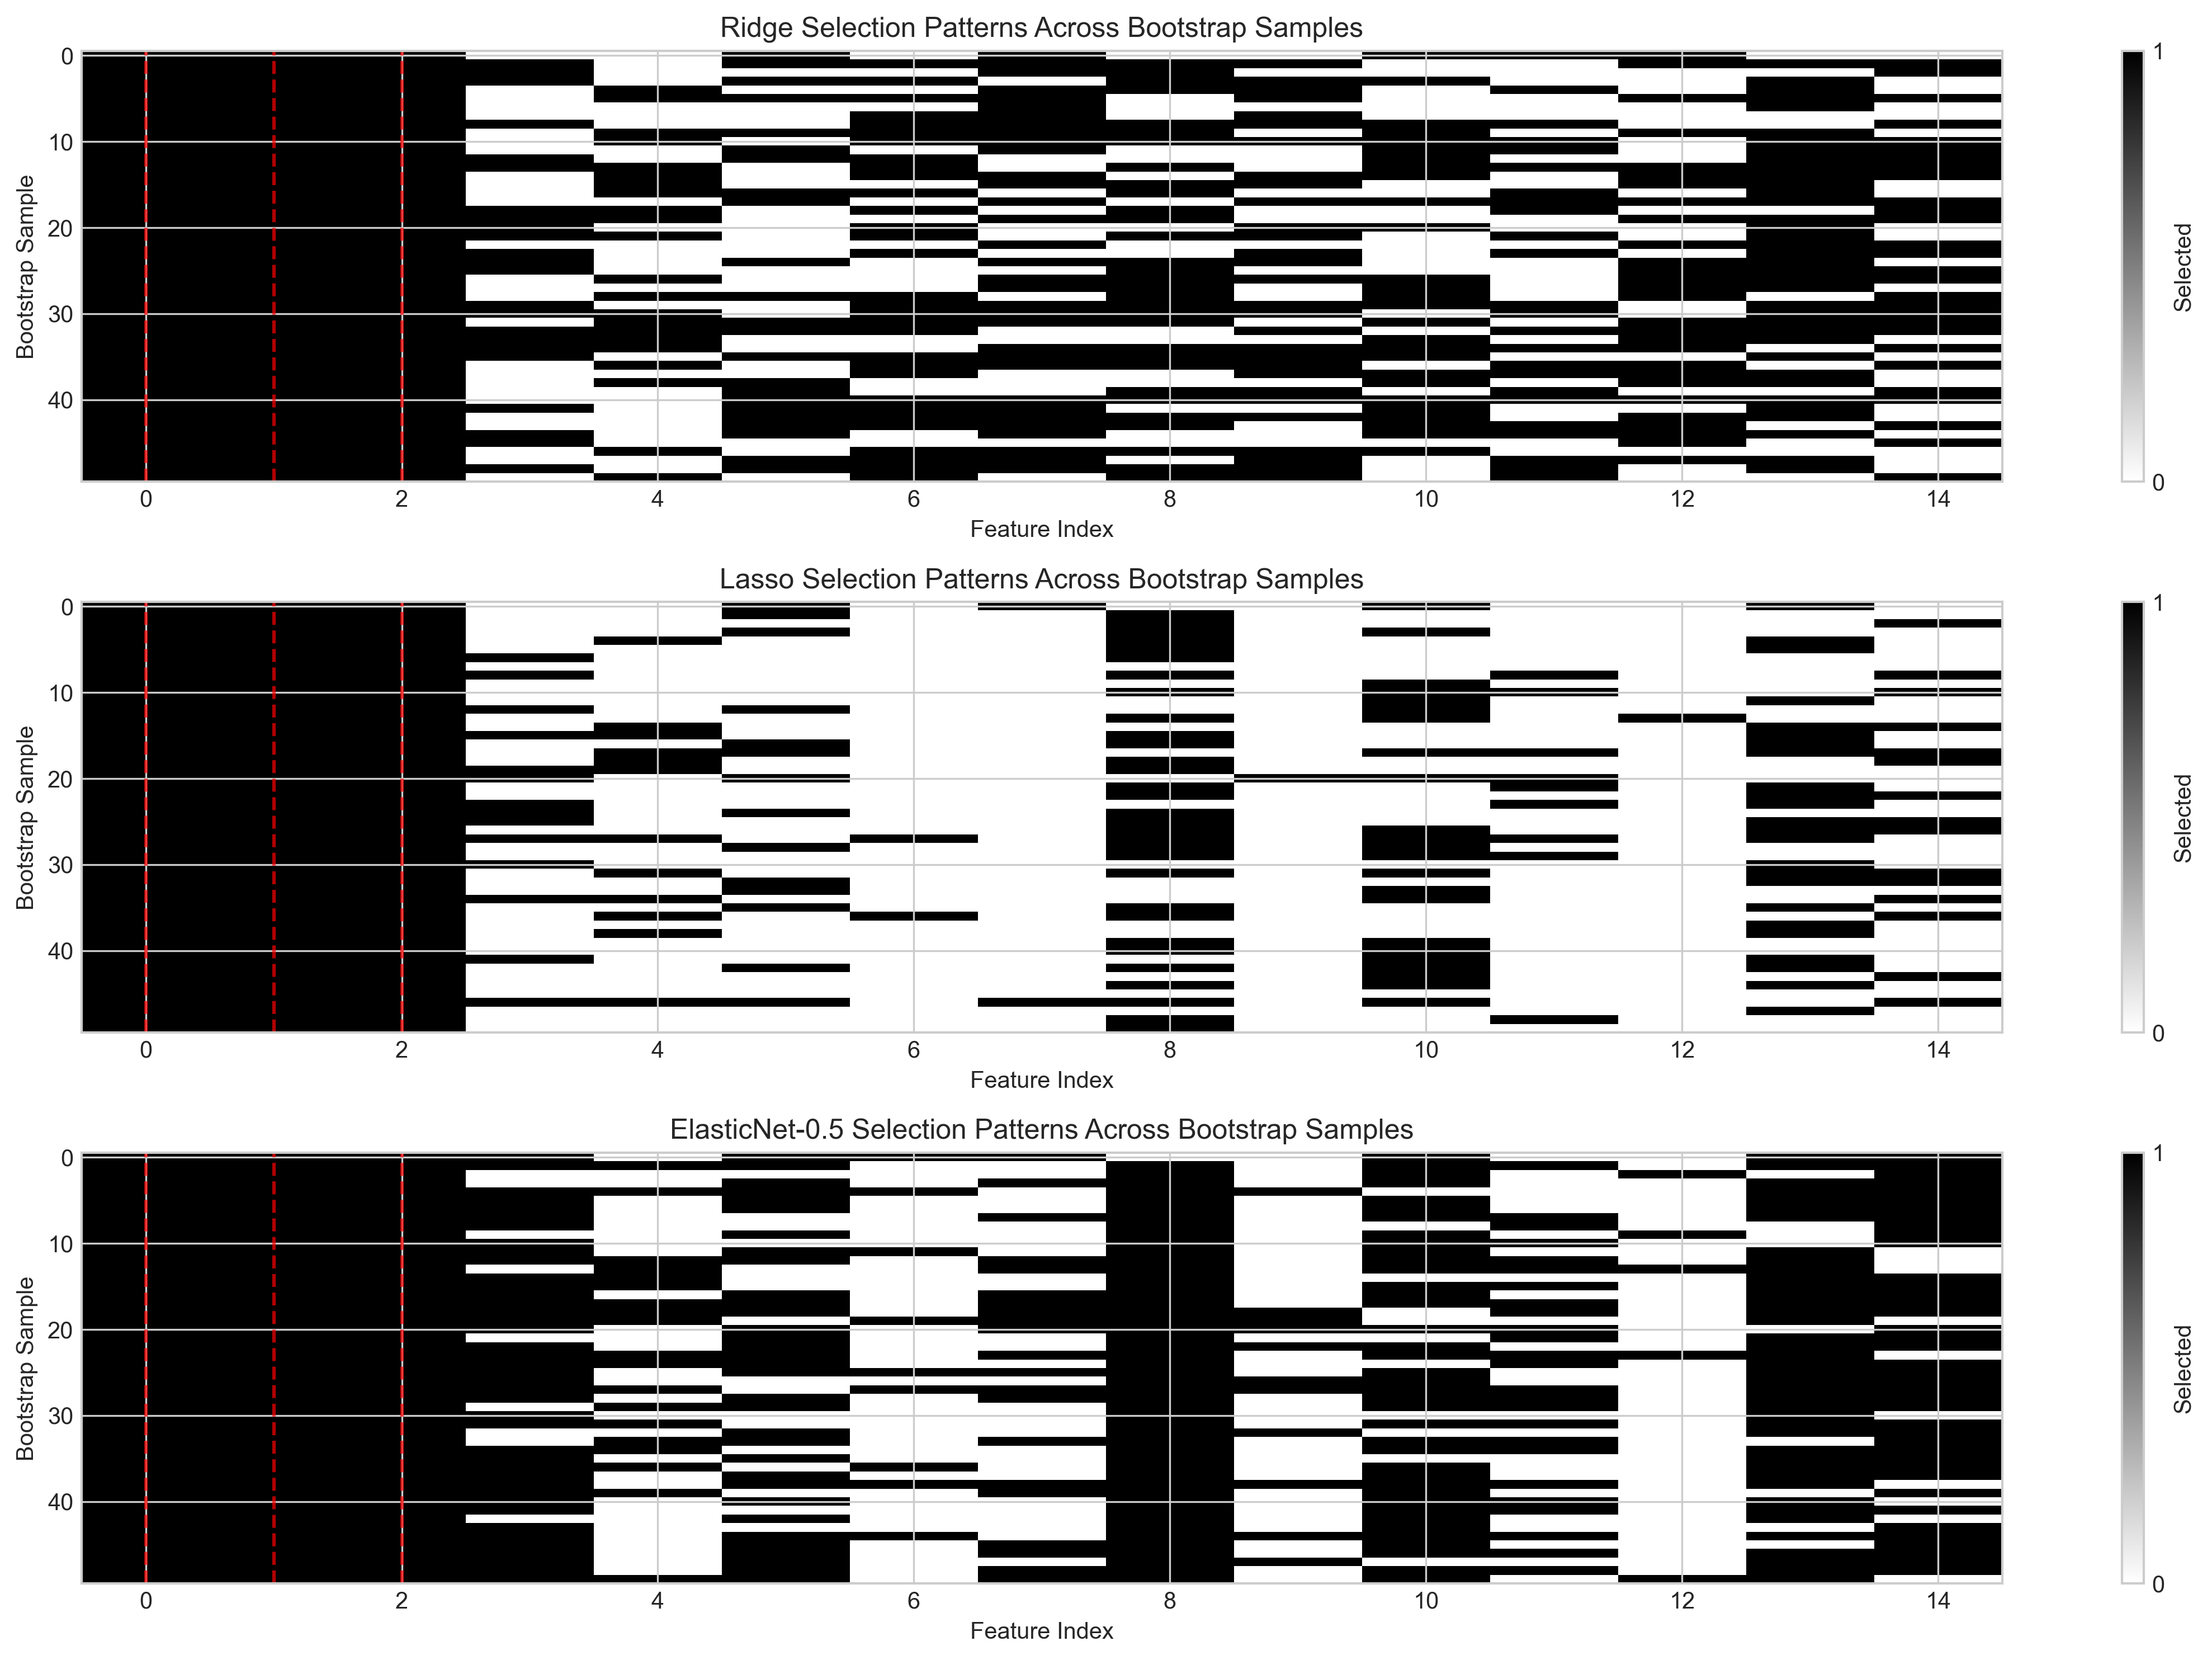 Ridge Selection Patterns Across Bootstrap Samples
Bootstrap Sample
0
10
20
30
40
0 2 4 6 8 10 12 14
Feature Index
1
0
Selected
Lasso Selection Patterns Across Bootstrap Samples
Bootstrap Sample
0
10
20
30
40
0 2 4 6 8 10 12 14
Feature Index
1
0
Selected
ElasticNet-0.5 Selection Patterns Across Bootstrap Samples
Bootstrap Sample
0
10
20
30
40
0 2 4 6 8 10 12 14
Feature Index
1
0
Selected